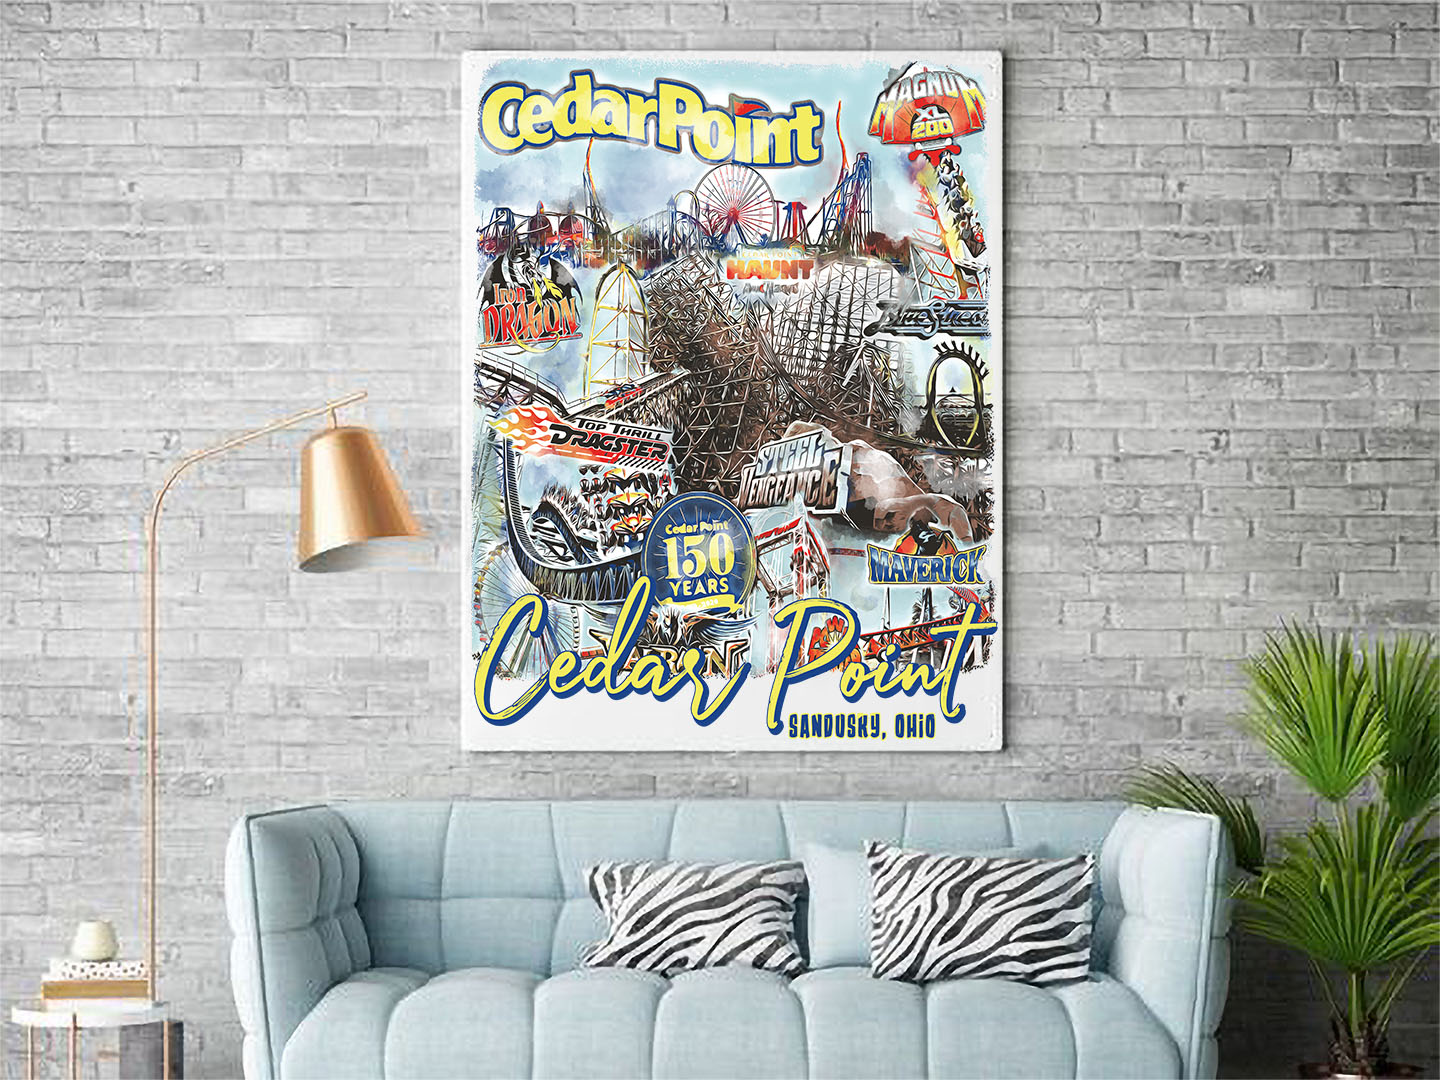 CedarPoint
MAGNUM
XL
200
HAUNT
Iron
DRAGON
TOP THRILL
DRAGSTER
STEEL
VENGEANCE
Cedar Point
150
YEARS
MAVERICK
Cedar Point
SANDUSKY, OHIO